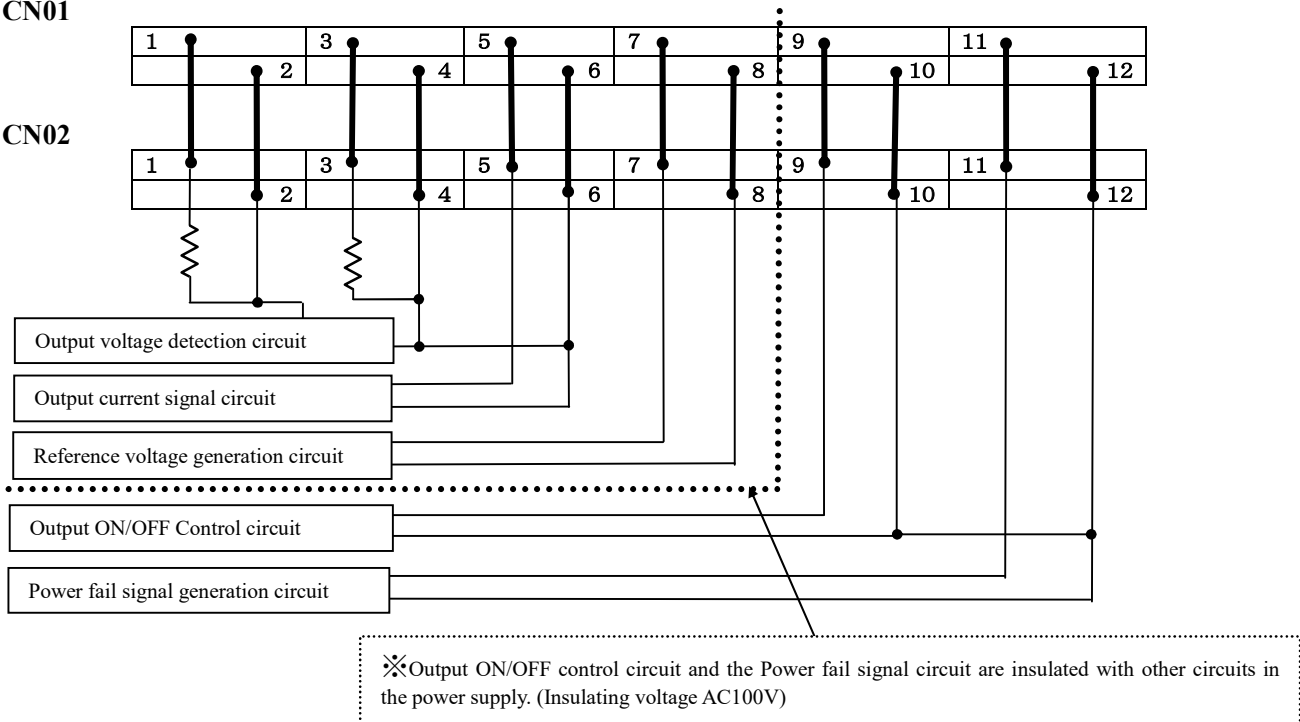 CN01
1 3 5 7 9 11
2 4 6 8 10 12
CN02
1 3 5 7 9 11
2 4 6 8 10 12
Output voltage detection circuit
Output current signal circuit
Reference voltage generation circuit
Output ON/OFF Control circuit
Power fail signal generation circuit
※Output ON/OFF control circuit and the Power fail signal circuit are insulated with other circuits in
the power supply. (Insulating voltage AC100V)